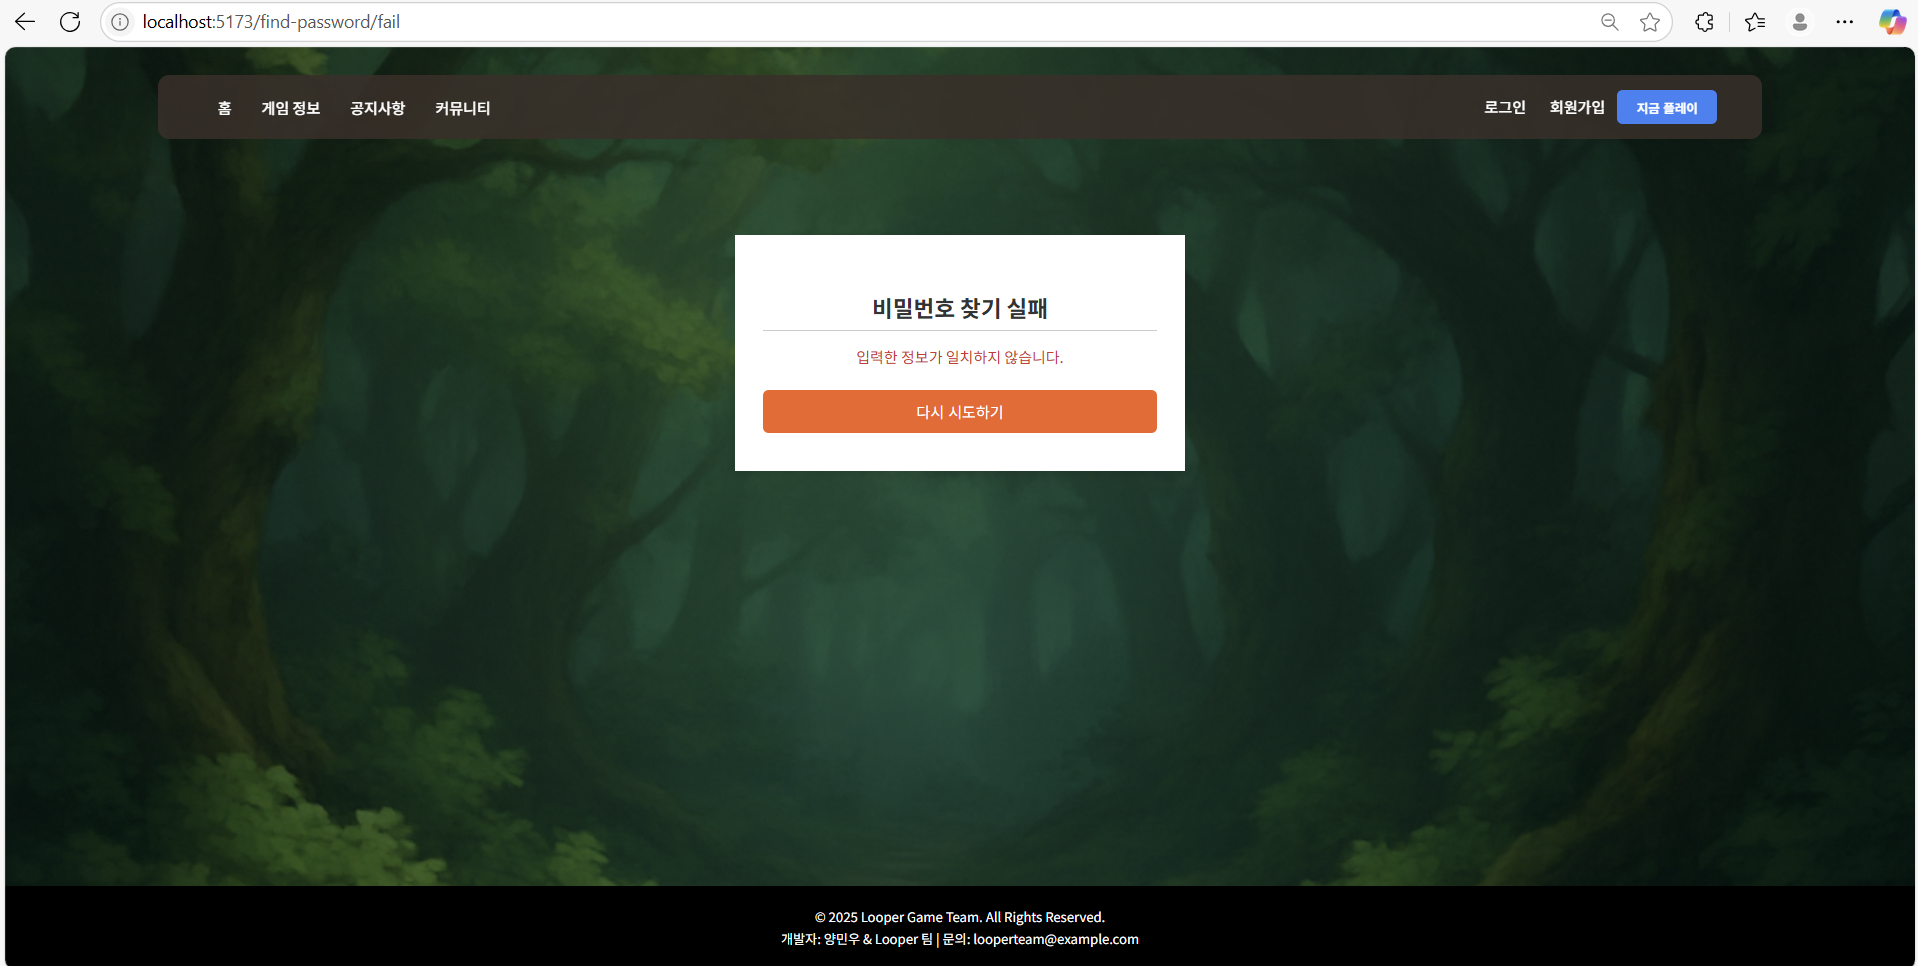 localhost:5173/find-password/fail
홈 게임 정보 공지사항 커뮤니티 로그인 회원가입 지금 플레이
비밀번호 찾기 실패
입력한 정보가 일치하지 않습니다.
다시 시도하기
© 2025 Looper Game Team. All Rights Reserved.
개발자: 양민우 & Looper 팀 | 문의: looperteam@example.com